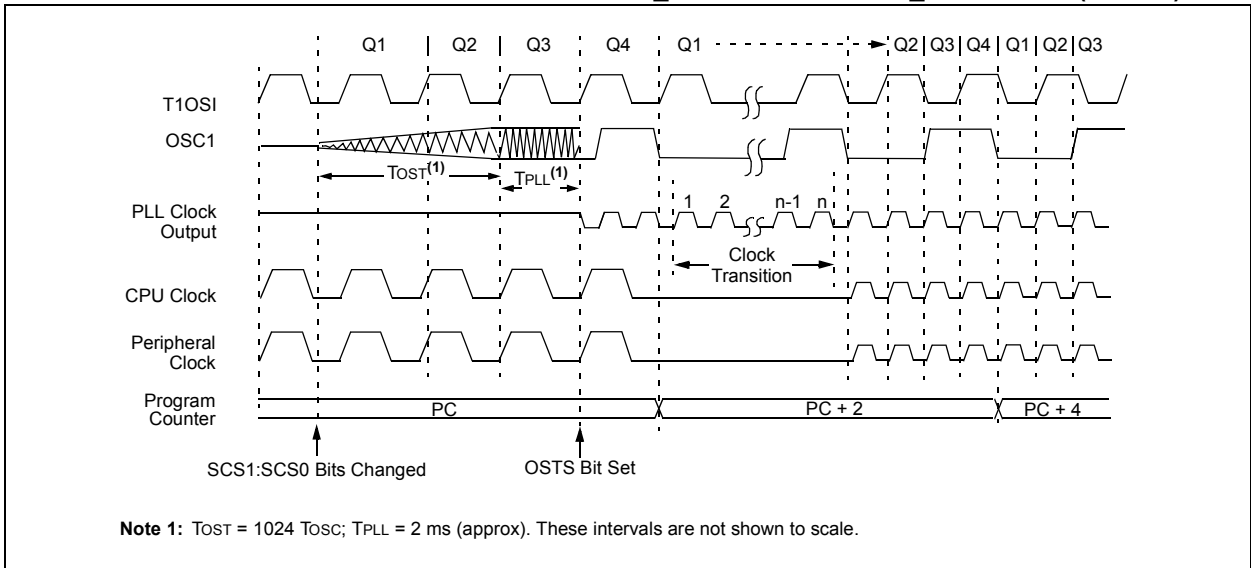 Q1 Q2 Q3 Q4 Q1 Q2 Q3 Q4 Q1 Q2 Q3
T1OSI
OSC1
TOST(1)
TPLL(1)
PLL Clock
Output
1 2 n-1 n
Clock
Transition
CPU Clock
Peripheral
Clock
Program
Counter
PC PC + 2 PC + 4
SCS1:SCS0 Bits Changed
OSTS Bit Set
Note 1: TOST = 1024 TOSC; TPLL = 2 ms (approx). These intervals are not shown to scale.